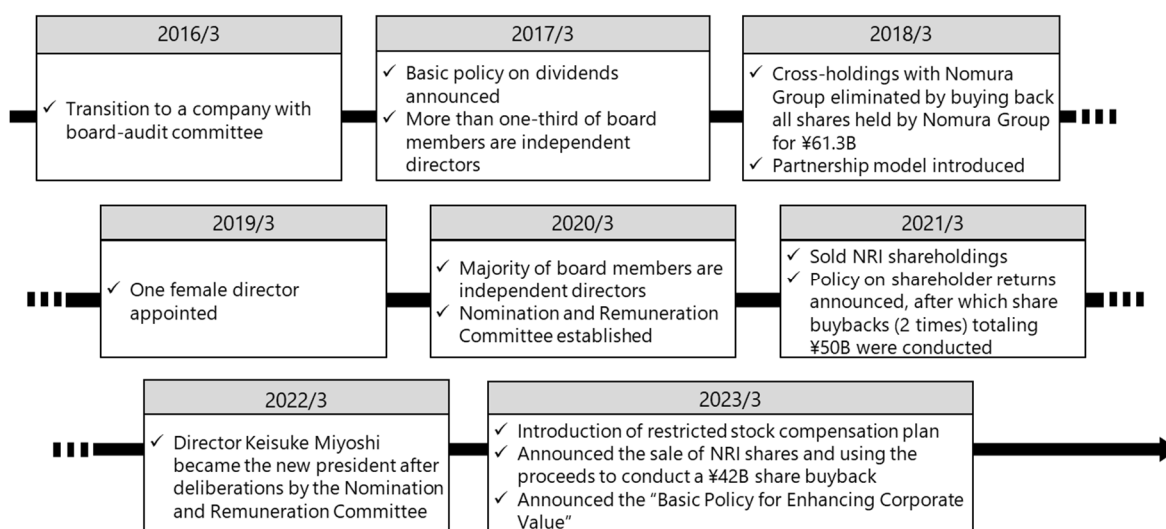 2016/3
✓ Transition to a company with
board-audit committee
2017/3
✓ Basic policy on dividends
announced
✓ More than one-third of board
members are independent
directors
2018/3
✓ Cross-holdings with Nomura
Group eliminated by buying back
all shares held by Nomura Group
for ¥61.3B
✓ Partnership model introduced
2019/3
✓ One female director
appointed
2020/3
✓ Majority of board members are
independent directors
✓ Nomination and Remuneration
Committee established
2021/3
✓ Sold NRI shareholdings
✓ Policy on shareholder returns
announced, after which share
buybacks (2 times) totaling
¥50B were conducted
2022/3
✓ Director Keisuke Miyoshi
became the new president after
deliberations by the Nomination
and Remuneration Committee
2023/3
✓ Introduction of restricted stock compensation plan
✓ Announced the sale of NRI shares and using the
proceeds to conduct a ¥42B share buyback
✓ Announced the “Basic Policy for Enhancing Corporate
Value”